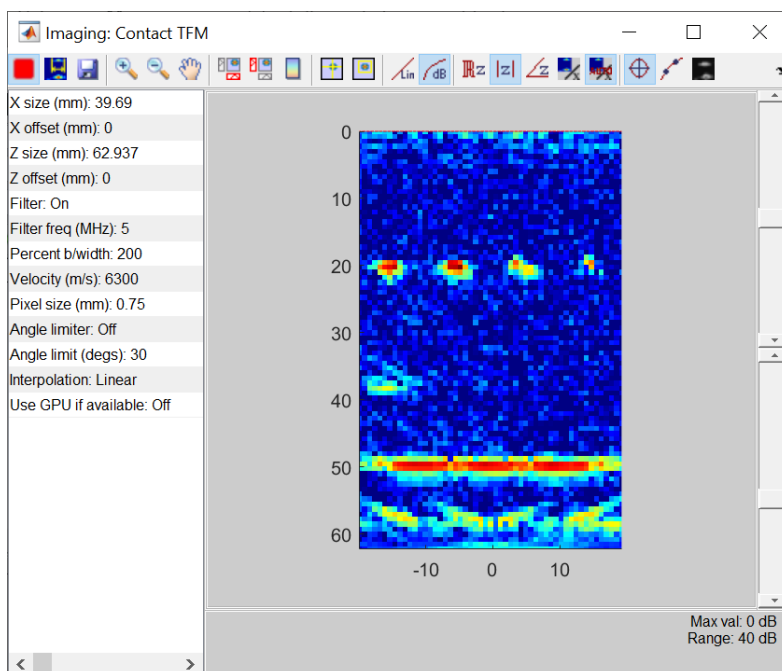 Imaging: Contact TFM
Lin dB ℝz |z| ∠z
X size (mm): 39.69
X offset (mm): 0
Z size (mm): 62.937
Z offset (mm): 0
Filter: On
Filter freq (MHz): 5
Percent b/width: 200
Velocity (m/s): 6300
Pixel size (mm): 0.75
Angle limiter: Off
Angle limit (degs): 30
Interpolation: Linear
Use GPU if available: Off
0
10
20
30
40
50
60
-10 0 10
Max val: 0 dB
Range: 40 dB